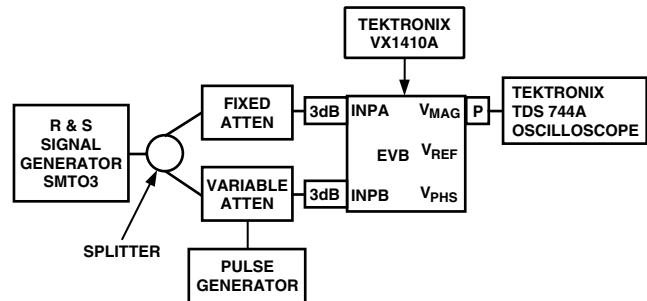 TEKTRONIX
VX1410A
R & S
SIGNAL
GENERATOR
SMTO3
SPLITTER
FIXED
ATTEN
VARIABLE
ATTEN
PULSE
GENERATOR
3dB
3dB
INPA
VMAG
EVB
VREF
INPB
VPHS
P
TEKTRONIX
TDS 744A
OSCILLOSCOPE